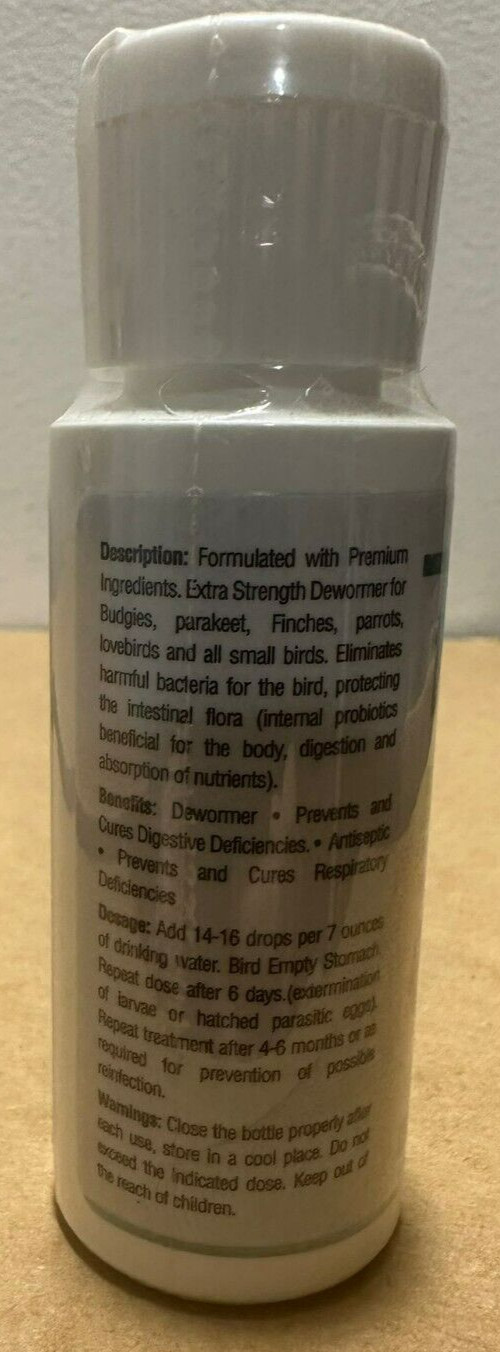 Description: Formulated with Premium
Ingredients. Extra Strength Dewormer for
Budgies, parakeet, Finches, parrots,
lovebirds and all small birds. Eliminates
harmful bacteria for the bird, protecting
the intestinal flora (internal probiotics
beneficial for the body, digestion and
absorption of nutrients).
Benefits: Dewormer • Prevents and
Cures Digestive Deficiencies. • Antiseptic
• Prevents and Cures Respiratory
Deficiencies
Dosage: Add 14-16 drops per 7 ounces
of drinking water. Bird Empty Stomach.
Repeat dose after 6 days.(extermination
of larvae or hatched parasitic eggs).
Repeat treatment after 4-6 months or as
required for prevention of possible
reinfection.
Warnings: Close the bottle properly after
each use, store in a cool place. Do not
exceed the indicated dose. Keep out of
the reach of children.